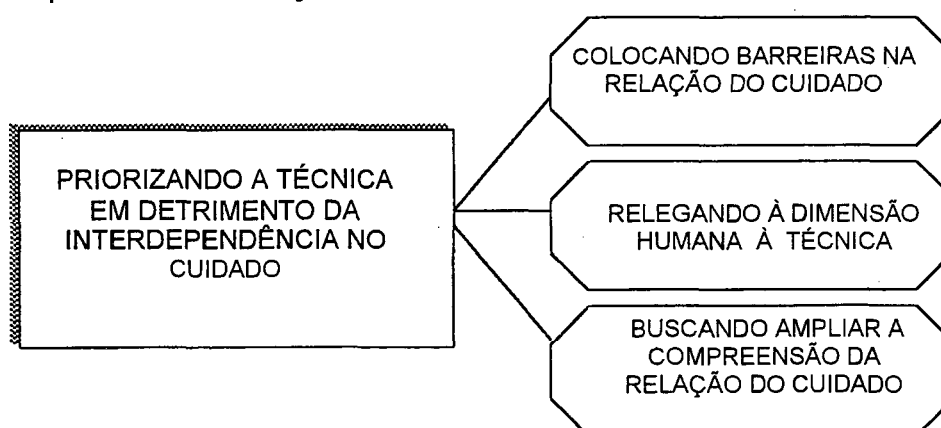 PRIORIZANDO A TÉCNICA
EM DETRIMENTO DA
INTERDEPENDÊNCIA NO
CUIDADO
COLOCANDO BARREIRAS NA
RELAÇÃO DO CUIDADO
RELEGANDO À DIMENSÃO
HUMANA À TÉCNICA
BUSCANDO AMPLIAR A
COMPREENSÃO DA
RELAÇÃO DO CUIDADO